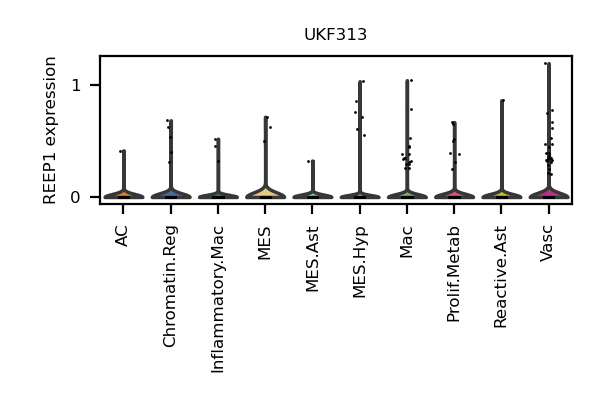 UKF313
REEP1 expression
1
0
AC
Chromatin.Reg
Inflammatory.Mac
MES
MES.Ast
MES.Hyp
Mac
Prolif.Metab
Reactive.Ast
Vasc